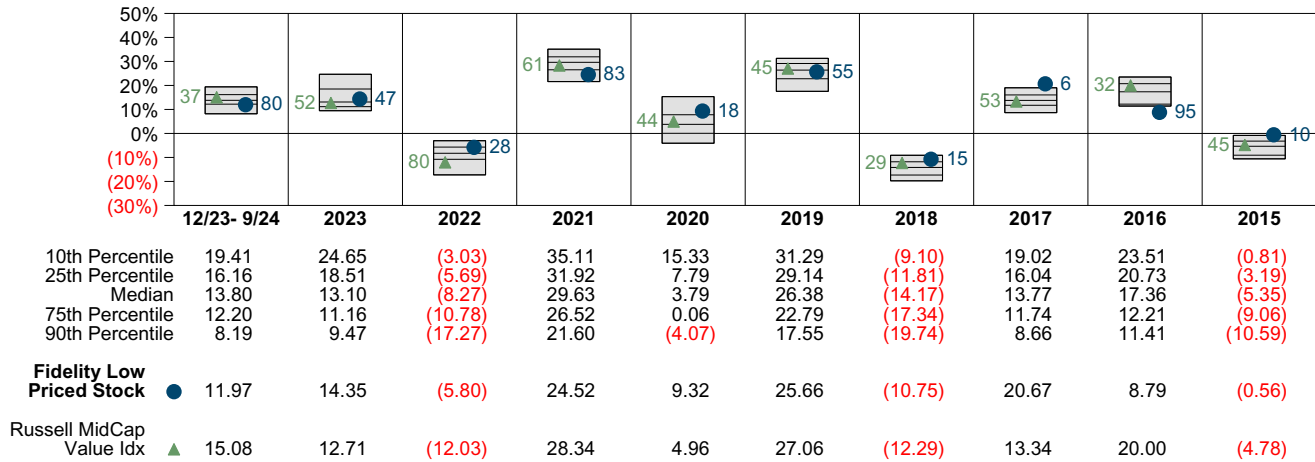 50%
40%
30%
20%
10%
0%
(10%)
(20%)
(30%)
37 80 52 47 80 28 61 83 44 18 45 55 29 15 53 6 32 95 45 10
12/23- 9/24 2023 2022 2021 2020 2019 2018 2017 2016 2015
10th Percentile 19.41 24.65 (3.03) 35.11 15.33 31.29 (9.10) 19.02 23.51 (0.81)
25th Percentile 16.16 18.51 (5.69) 31.92 7.79 29.14 (11.81) 16.04 20.73 (3.19)
Median 13.80 13.10 (8.27) 29.63 3.79 26.38 (14.17) 13.77 17.36 (5.35)
75th Percentile 12.20 11.16 (10.78) 26.52 0.06 22.79 (17.34) 11.74 12.21 (9.06)
90th Percentile 8.19 9.47 (17.27) 21.60 (4.07) 17.55 (19.74) 8.66 11.41 (10.59)
Fidelity Low
Priced Stock 11.97 14.35 (5.80) 24.52 9.32 25.66 (10.75) 20.67 8.79 (0.56)
Russell MidCap
Value Idx 15.08 12.71 (12.03) 28.34 4.96 27.06 (12.29) 13.34 20.00 (4.78)